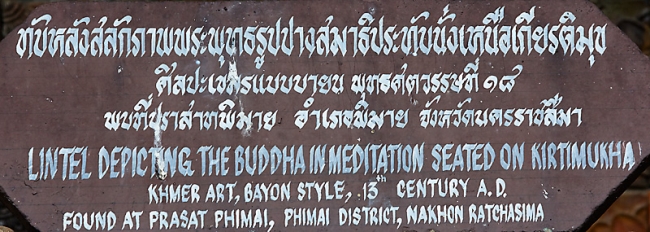 ทับหลังสลักภาพพระพุทธรูปปางสมาธิประทับนั่งเหนือเกียรติมุข
ศิลปะเขมรแบบบายน พุทธศตวรรษที่ ๑๘
พบที่ปราสาทพิมาย อำเภอพิมาย จังหวัดนครราชสีมา
LINTEL DEPICTING THE BUDDHA IN MEDITATION SEATED ON KIRTIMUKHA
KHMER ART, BAYON STYLE, 13th CENTURY A.D.
FOUND AT PRASAT PHIMAI, PHIMAI DISTRICT, NAKHON RATCHASIMA